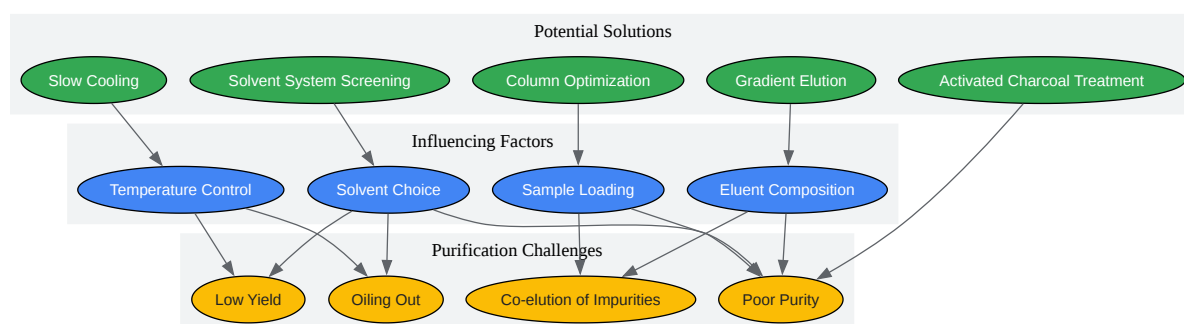 Potential Solutions
Slow Cooling
Solvent System Screening
Column Optimization
Gradient Elution
Activated Charcoal Treatment
Influencing Factors
Temperature Control
Solvent Choice
Sample Loading
Eluent Composition
Purification Challenges
Low Yield
Oiling Out
Co-elution of Impurities
Poor Purity